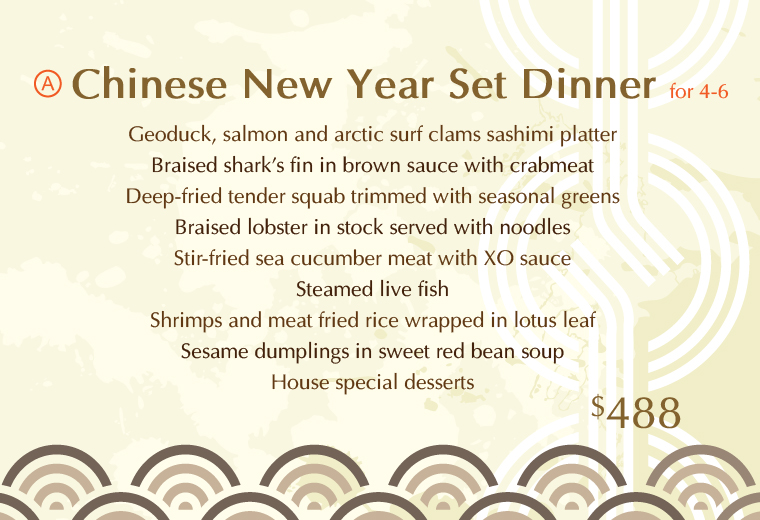 Ⓐ Chinese New Year Set Dinner for 4-6
Geoduck, salmon and arctic surf clams sashimi platter
Braised shark’s fin in brown sauce with crabmeat
Deep-fried tender squab trimmed with seasonal greens
Braised lobster in stock served with noodles
Stir-fried sea cucumber meat with XO sauce
Steamed live fish
Shrimps and meat fried rice wrapped in lotus leaf
Sesame dumplings in sweet red bean soup
House special desserts
$488